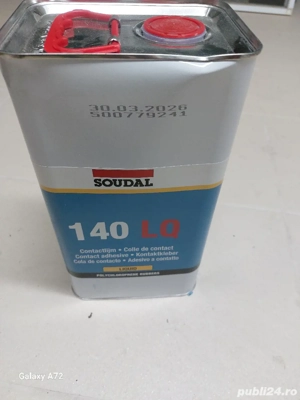 30.03.2026
500779241
SOUDAL
140 LQ
Contactlijm • Colle de contact
Contact adhesive • Kontaktkleber
Cola de contacto • Adesivo a contatto
LIQUID
Galaxy A72
publi24.ro